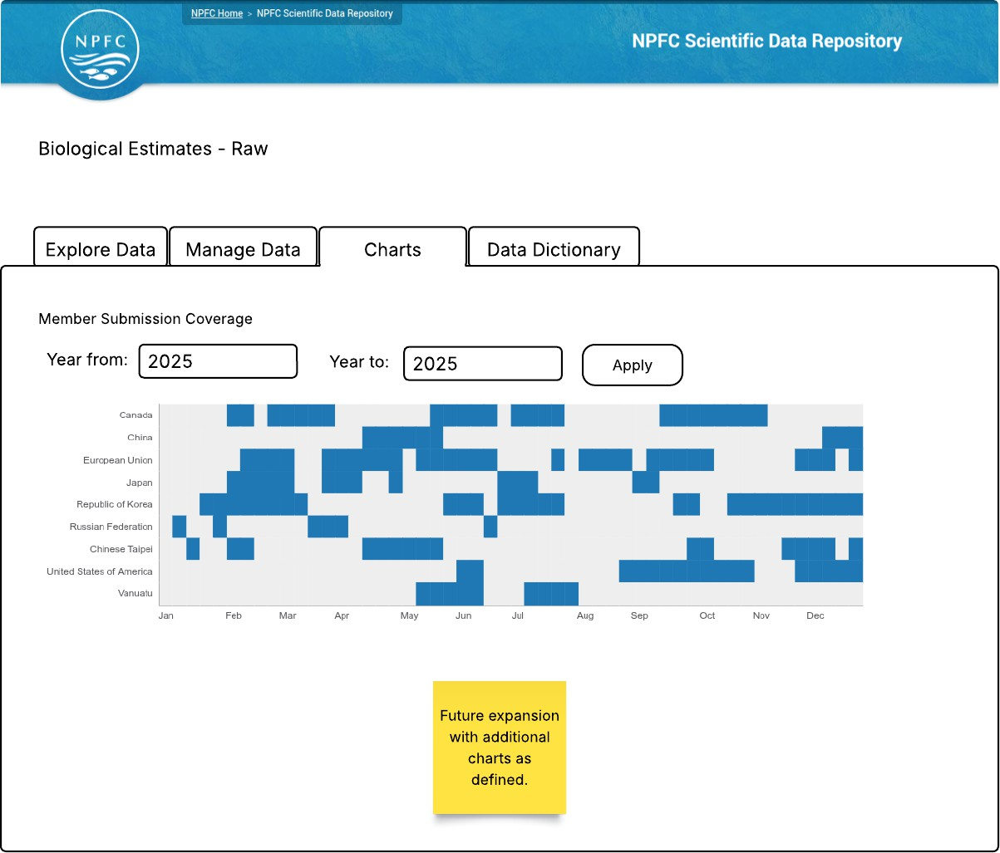 NPFC Home > NPFC Scientific Data Repository
NPFC
NPFC Scientific Data Repository
Biological Estimates - Raw
Explore Data
Manage Data
Charts
Data Dictionary
Member Submission Coverage
Year from: 2025
Year to: 2025
Apply
Canada
China
European Union
Japan
Republic of Korea
Russian Federation
Chinese Taipei
United States of America
Vanuatu
Jan Feb Mar Apr May Jun Jul Aug Sep Oct Nov Dec
Future expansion
with additional
charts as
defined.